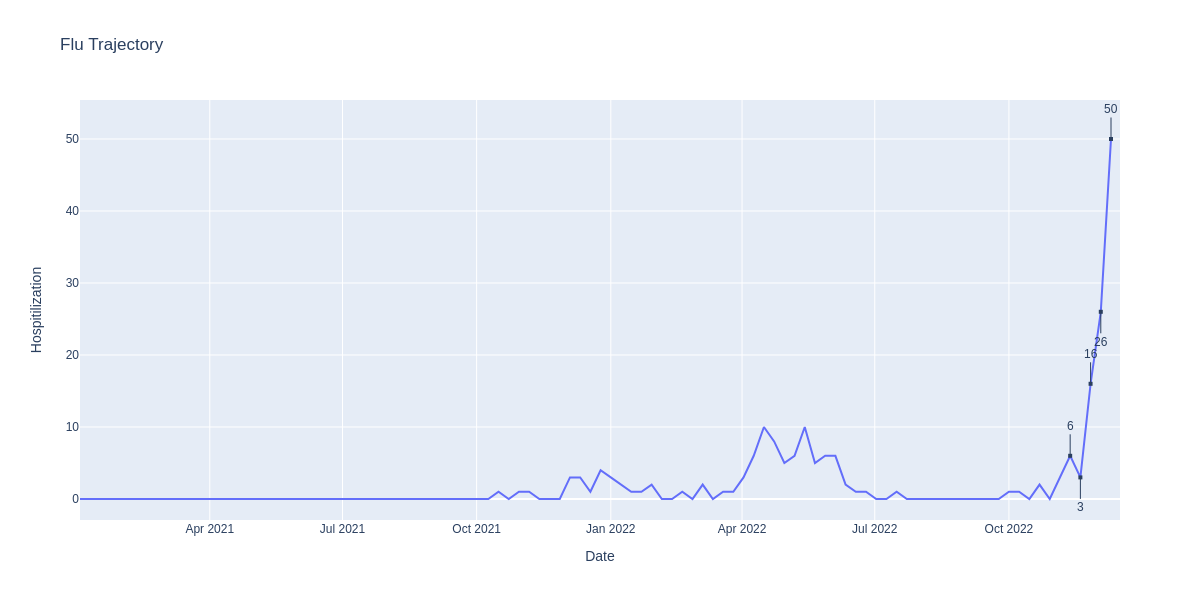 Flu Trajectory
50
50
40
30
26
20
16
10
6
0
3
Apr 2021
Jul 2021
Oct 2021
Jan 2022
Apr 2022
Jul 2022
Oct 2022
Date
Hospitilization